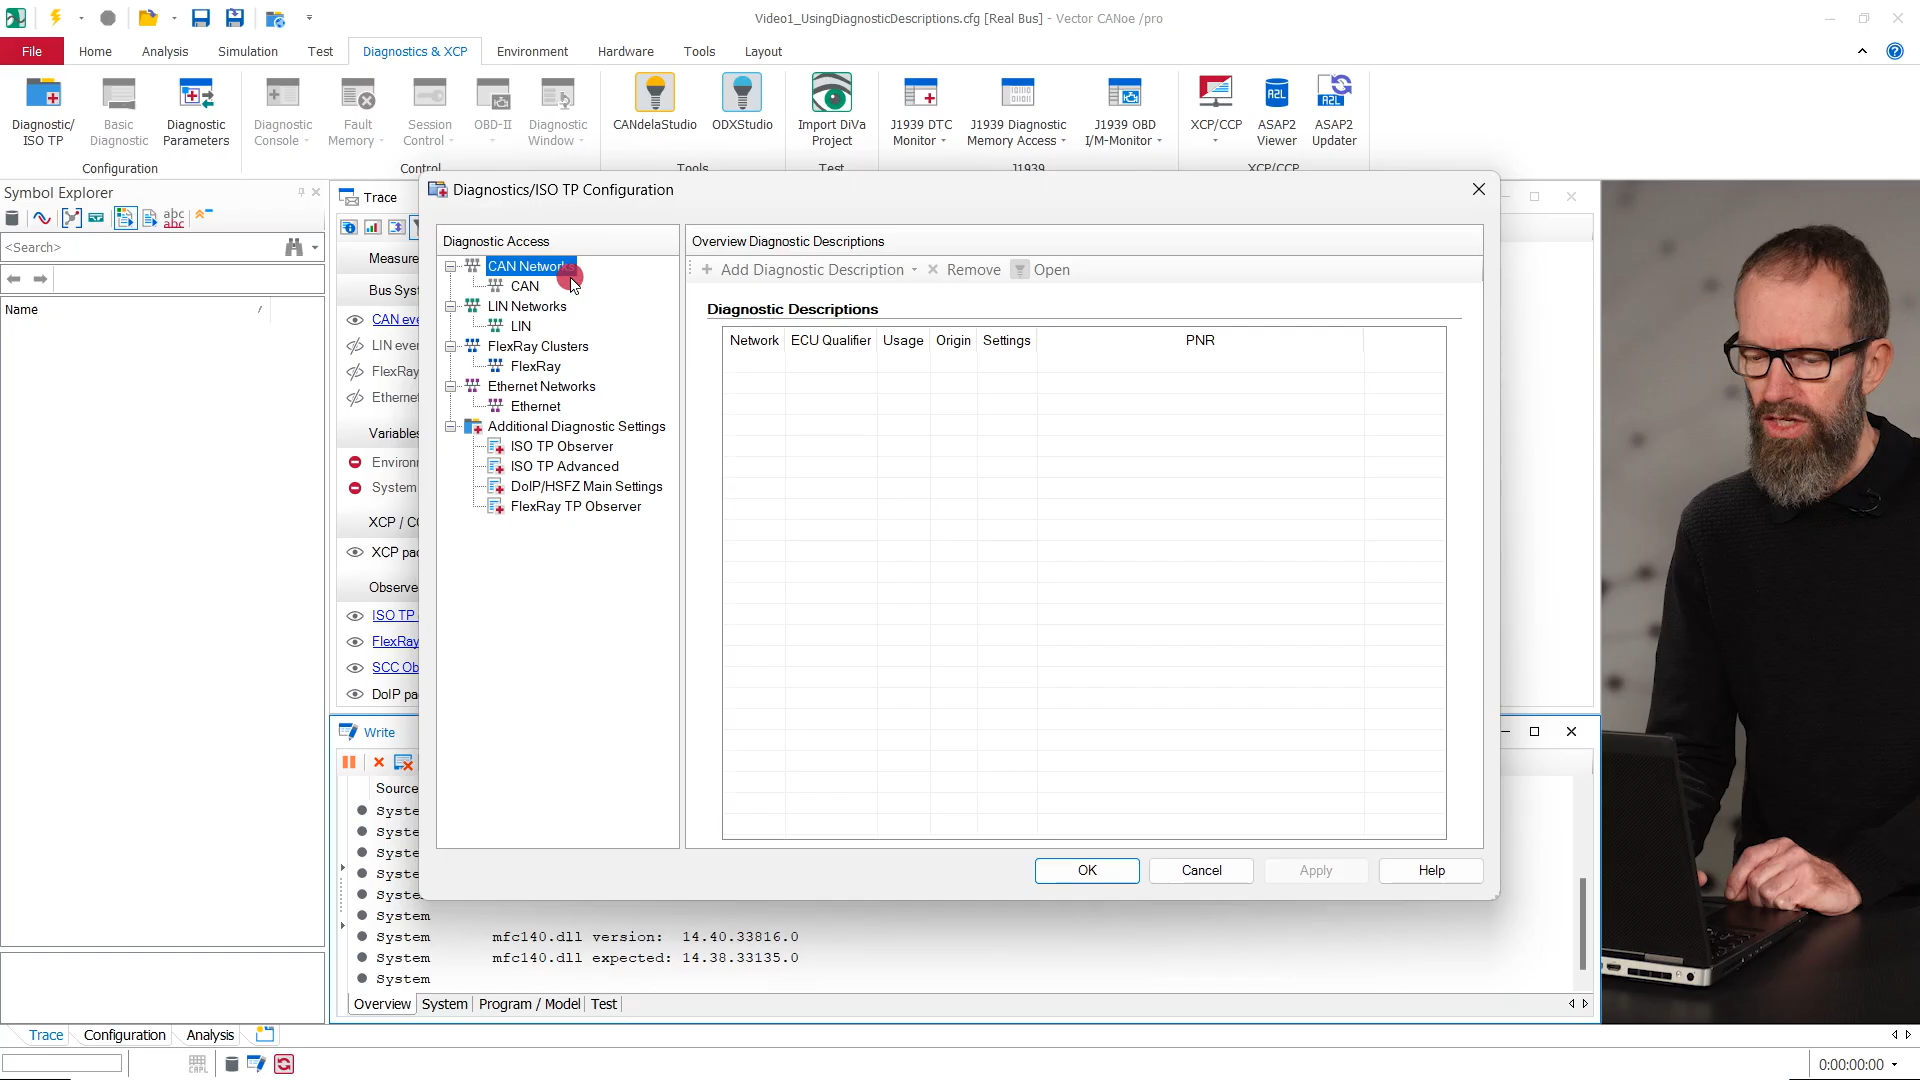 Video1_UsingDiagnosticDescriptions.cfg [Real Bus] - Vector CANoe /pro
File Home Analysis Simulation Test Diagnostics & XCP Environment Hardware Tools Layout
Diagnostic/ ISO TP
Basic Diagnostic
Diagnostic Parameters
Diagnostic Console
Fault Memory
Session Control
OBD-II
Diagnostic Window
CANdelaStudio
ODXStudio
Import DiVa Project
J1939 DTC Monitor
J1939 Diagnostic Memory Access
J1939 OBD I/M-Monitor
XCP/CCP
A2L
ASAP2 Viewer
A2L
ASAP2 Updater
Configuration Control Tools Test J1939 XCP/CCP
Symbol Explorer
abc
abc
<Search>
Name
Trace
Measure
Bus Sys
CAN eve
LIN ever
FlexRay
Etherne
Variables
Environ
System
XCP / CC
XCP pac
Observe
ISO TP
FlexRay
SCC Ob
DoIP pa
Diagnostics/ISO TP Configuration
Diagnostic Access
CAN Networks
CAN
LIN Networks
LIN
FlexRay Clusters
FlexRay
Ethernet Networks
Ethernet
Additional Diagnostic Settings
ISO TP Observer
ISO TP Advanced
DoIP/HSFZ Main Settings
FlexRay TP Observer
Overview Diagnostic Descriptions
Add Diagnostic Description Remove Open
Diagnostic Descriptions
Network ECU Qualifier Usage Origin Settings PNR
OK Cancel Apply Help
Write
Source
Syste
Syste
Syste
Syste
Syste
System
System mfc140.dll version: 14.40.33816.0
System mfc140.dll expected: 14.38.33135.0
System
Overview System Program / Model Test
Trace Configuration Analysis
CAPL
0:00:00:00